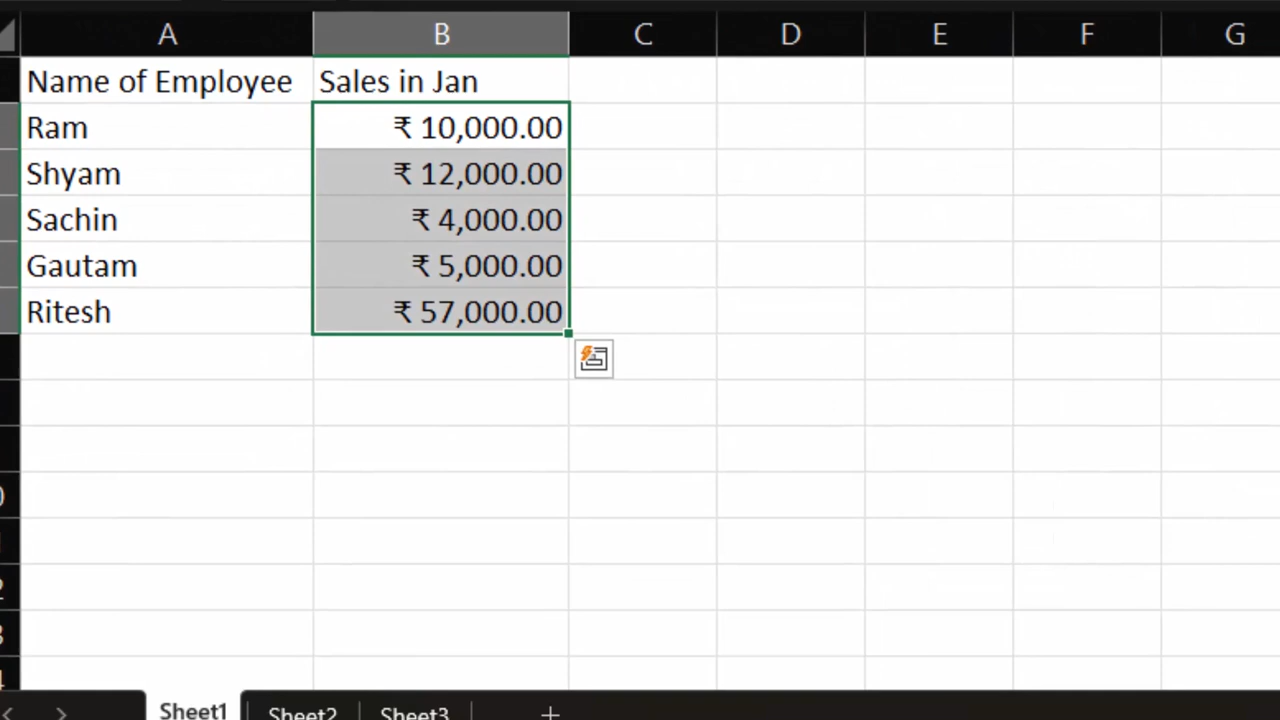 A B C D E F G
Name of Employee Sales in Jan
Ram ₹ 10,000.00
Shyam ₹ 12,000.00
Sachin ₹ 4,000.00
Gautam ₹ 5,000.00
Ritesh ₹ 57,000.00
Sheet1 Sheet2 Sheet3